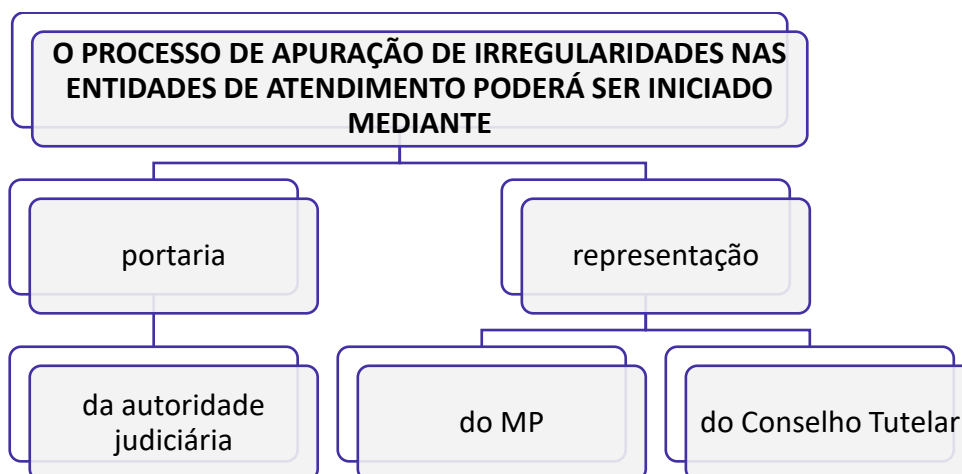 O PROCESSO DE APURAÇÃO DE IRREGULARIDADES NAS
ENTIDADES DE ATENDIMENTO PODERÁ SER INICIADO
MEDIANTE
portaria
representação
da autoridade
judiciária
do MP
do Conselho Tutelar